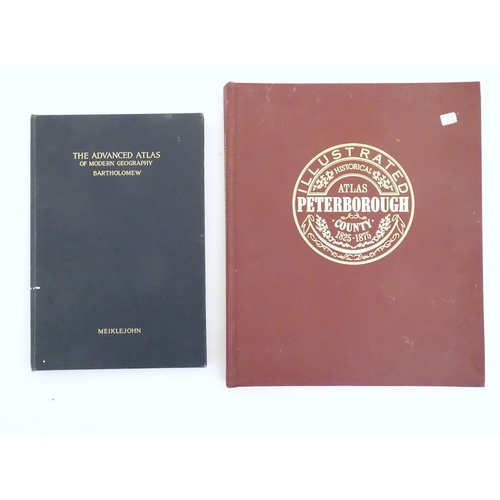 THE ADVANCED ATLAS
OF MODERN GEOGRAPHY
BARTHOLOMEW
MEIKLEJOHN
ILLUSTRATED
HISTORICAL
ATLAS
PETERBOROUGH
COUNTY
1825-1875